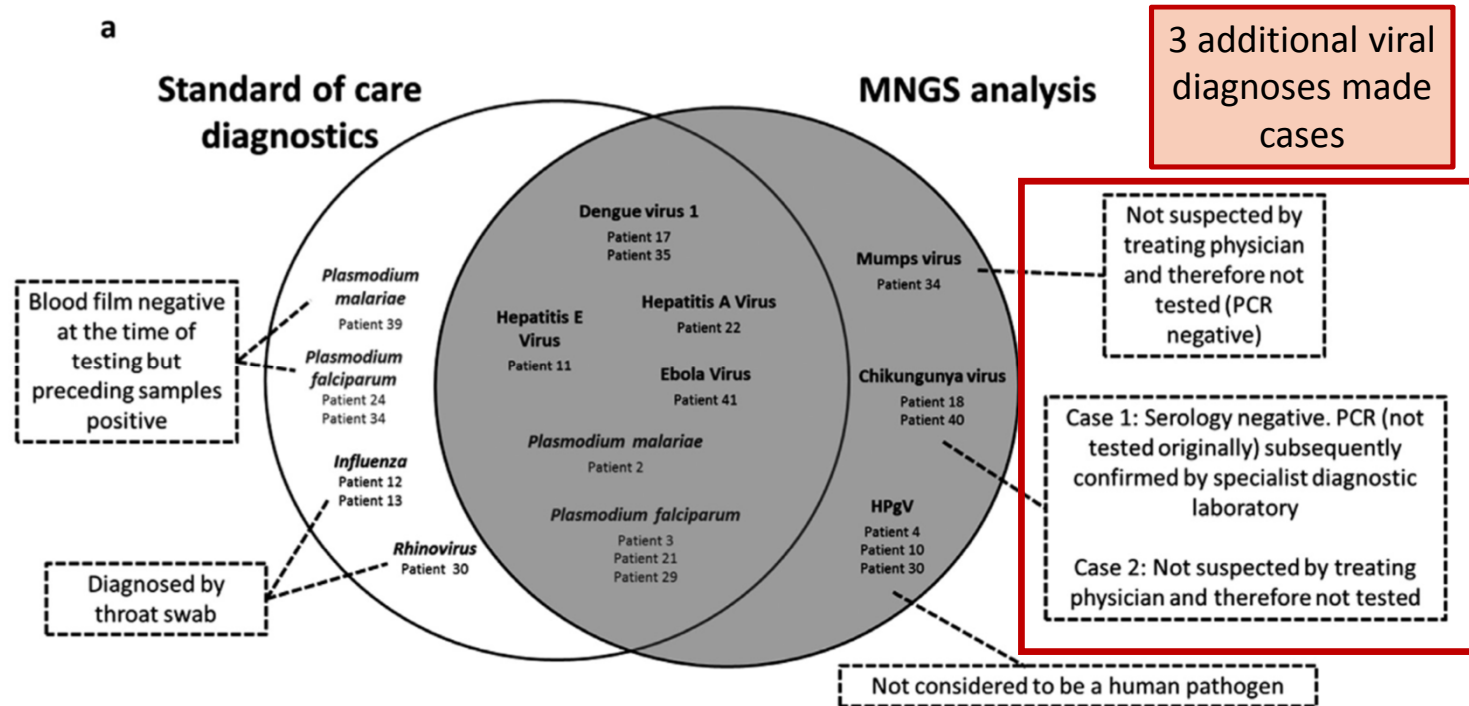 a
Standard of care
diagnostics
MNGS analysis
3 additional viral
diagnoses made
cases
Blood film negative
at the time of
testing but
preceding samples
positive
Diagnosed by
throat swab
Plasmodium
malariae
Patient 39
Plasmodium
falciparum
Patient 24
Patient 34
Influenza
Patient 12
Patient 13
Rhinovirus
Patient 30
Dengue virus 1
Patient 17
Patient 35
Hepatitis E
Virus
Patient 11
Hepatitis A Virus
Patient 22
Ebola Virus
Patient 41
Plasmodium malariae
Patient 2
Plasmodium falciparum
Patient 3
Patient 21
Patient 29
Mumps virus
Patient 34
Chikungunya virus
Patient 18
Patient 40
HPgV
Patient 4
Patient 10
Patient 30
Not suspected by
treating physician
and therefore not
tested (PCR
negative)
Case 1: Serology negative. PCR (not
tested originally) subsequently
confirmed by specialist diagnostic
laboratory
Case 2: Not suspected by treating
physician and therefore not tested
Not considered to be a human pathogen